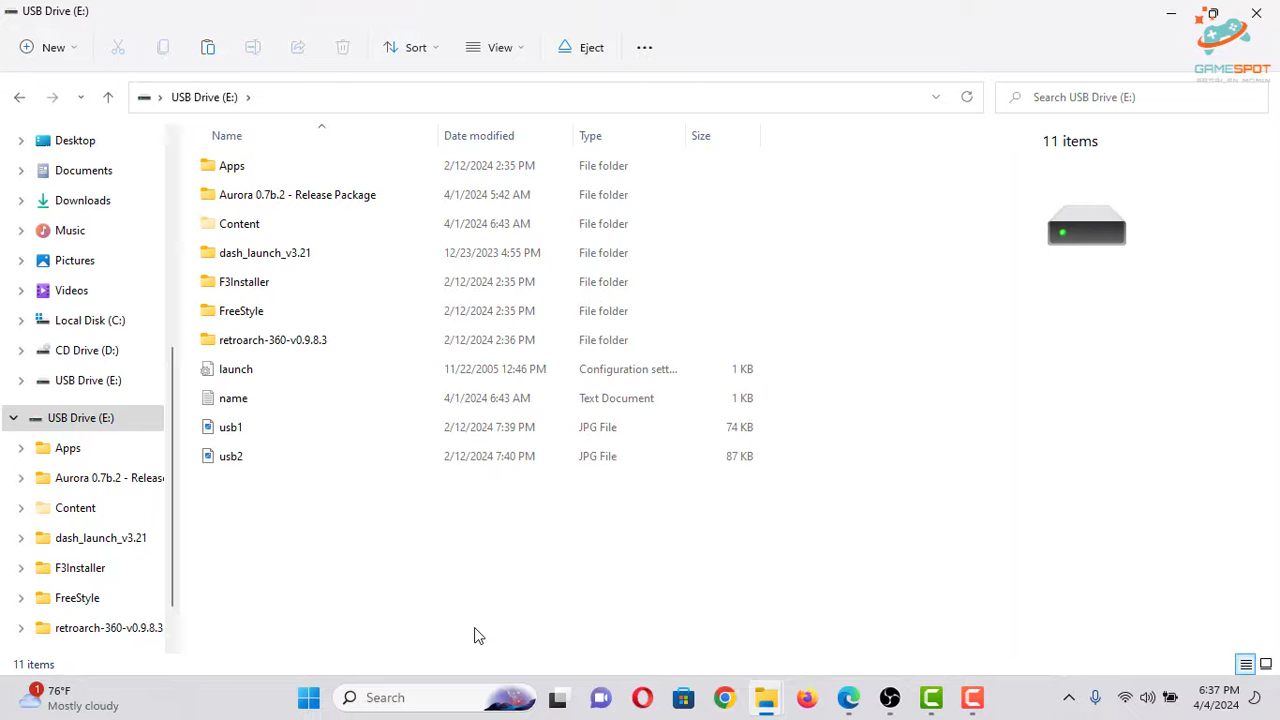 USB Drive (E:)
New
Sort
View
Eject
GAMESPOT
USB Drive (E:)
Search USB Drive (E:)
Desktop
Documents
Downloads
Music
Pictures
Videos
Local Disk (C:)
CD Drive (D:)
USB Drive (E:)
USB Drive (E:)
Apps
Aurora 0.7b.2 - Releas
Content
dash_launch_v3.21
F3Installer
FreeStyle
retroarch-360-v0.9.8.3
Name Date modified Type Size
Apps 2/12/2024 2:35 PM File folder
Aurora 0.7b.2 - Release Package 4/1/2024 5:42 AM File folder
Content 4/1/2024 6:43 AM File folder
dash_launch_v3.21 12/23/2023 4:55 PM File folder
F3Installer 2/12/2024 2:35 PM File folder
FreeStyle 2/12/2024 2:35 PM File folder
retroarch-360-v0.9.8.3 2/12/2024 2:36 PM File folder
launch 11/22/2005 12:46 PM Configuration sett... 1 KB
name 4/1/2024 6:43 AM Text Document 1 KB
usb1 2/12/2024 7:39 PM JPG File 74 KB
usb2 2/12/2024 7:40 PM JPG File 87 KB
11 items
11 items
1
76°F
Mostly cloudy
Search
6:37 PM
4/4/2024